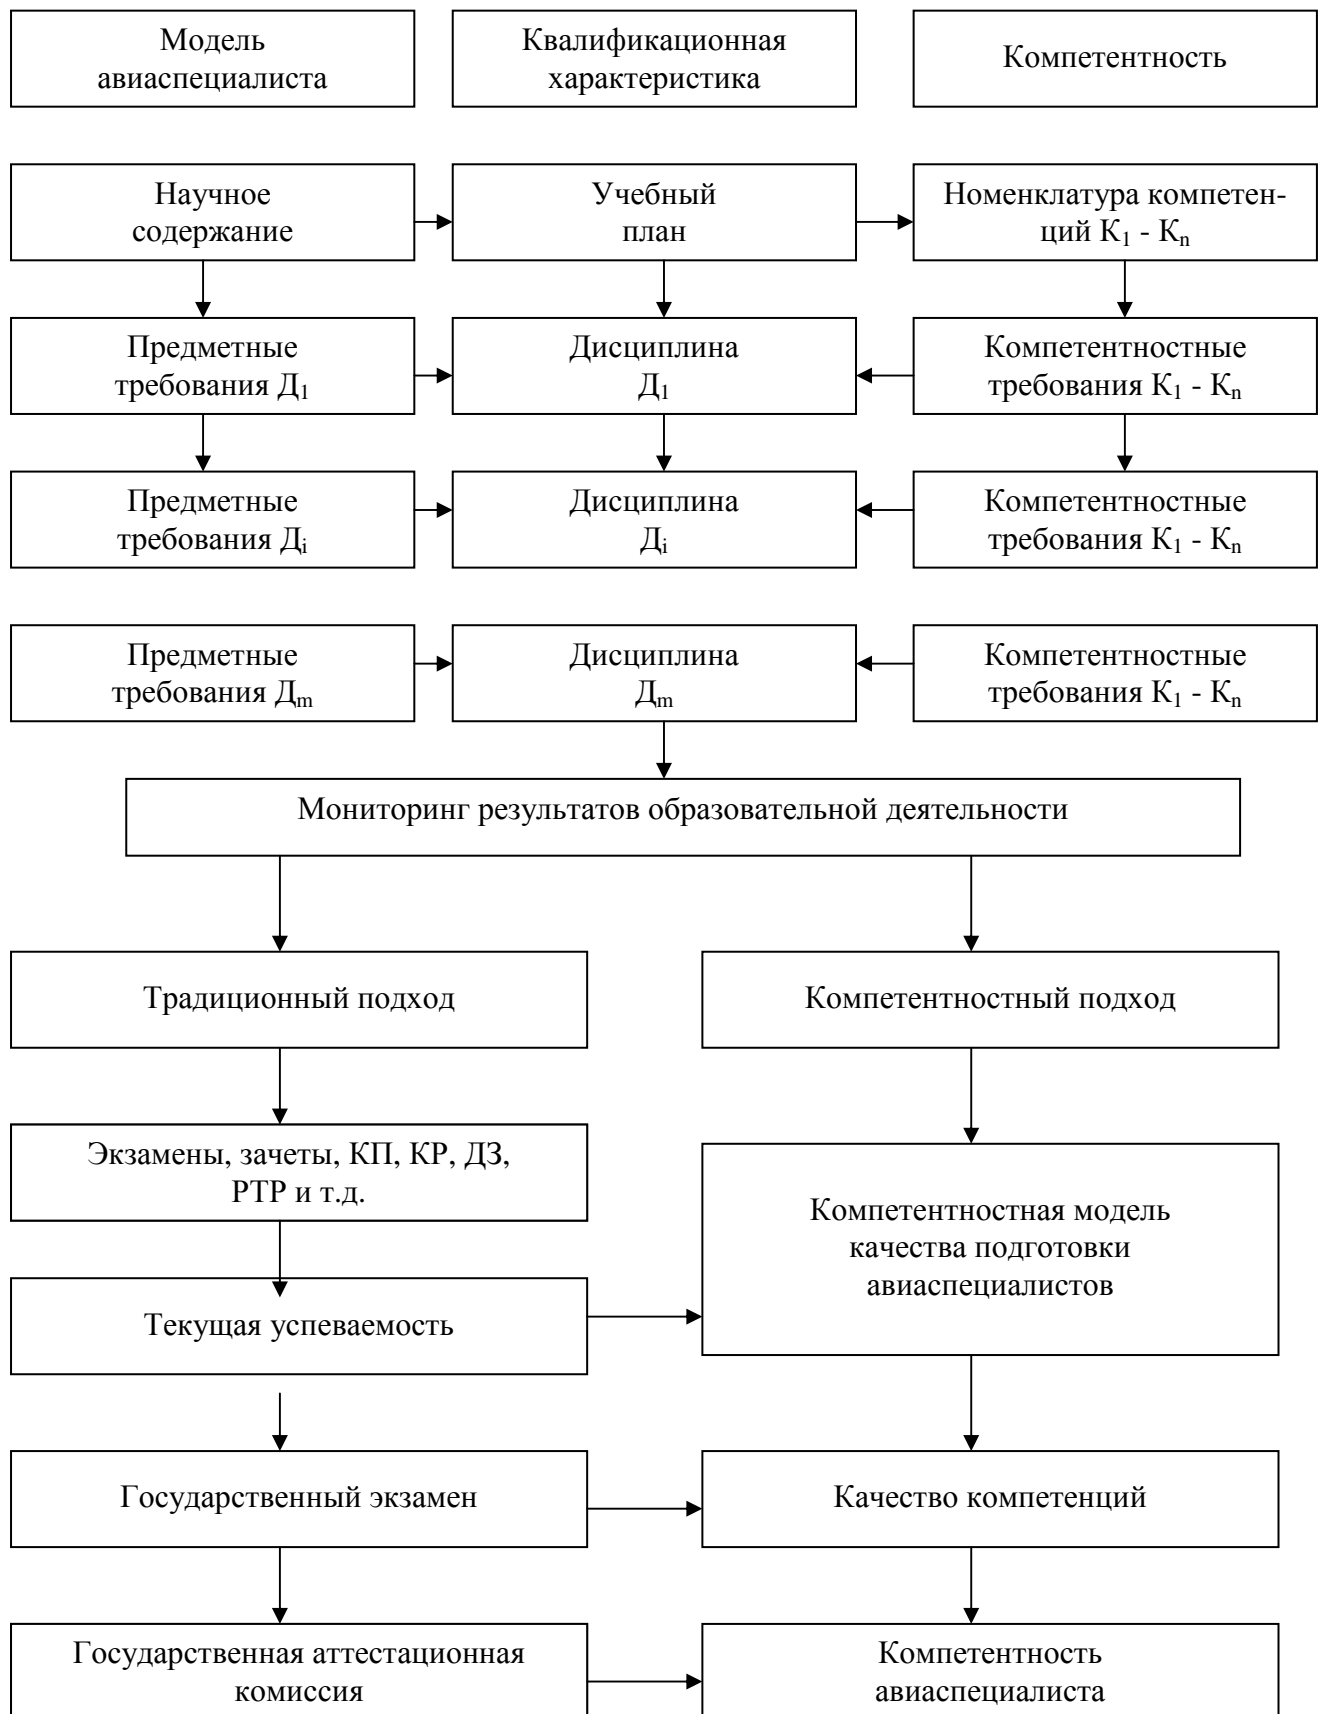 Модель
авиаспециалиста
Квалификационная
характеристика
Компетентность
Научное
содержание
Учебный
план
Номенклатура компетен-
ций К₁ - Кₙ
Предметные
требования Д₁
Дисциплина
Д₁
Компетентностные
требования К₁ - Кₙ
Предметные
требования Дᵢ
Дисциплина
Дᵢ
Компетентностные
требования К₁ - Кₙ
Предметные
требования Дₘ
Дисциплина
Дₘ
Компетентностные
требования К₁ - Кₙ
Мониторинг результатов образовательной деятельности
Традиционный подход
Компетентностный подход
Экзамены, зачеты, КП, КР, ДЗ,
РТР и т.д.
Компетентностная модель
качества подготовки
авиаспециалистов
Текущая успеваемость
Государственный экзамен
Качество компетенций
Государственная аттестационная
комиссия
Компетентность
авиаспециалиста